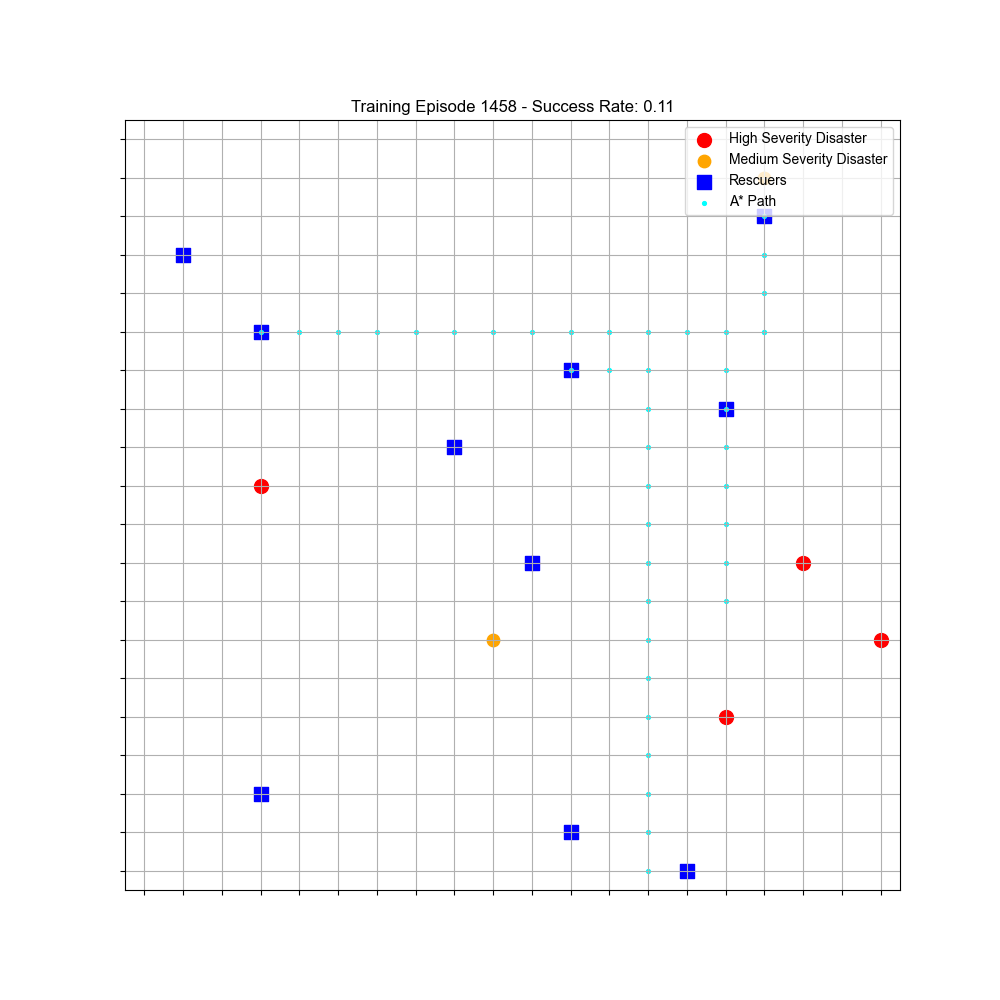 Training Episode 1458 - Success Rate: 0.11
High Severity Disaster
Medium Severity Disaster
Rescuers
A* Path